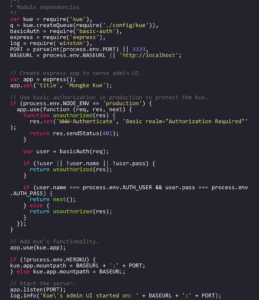 * Module dependencies
*/
var kue = require('kue'),
q = kue.createQueue(require('./config/kue')),
basicAuth = require('basic-auth'),
express = require('express'),
log = require('winston'),
PORT = parseInt(process.env.PORT) || 3333,
BASEURL = process.env.BASEURL || 'http://localhost';
// Create express app to serve admin UI.
var app = express();
app.set('title', 'Mongke Kue');
// Use basic authorization in production to protect the kue.
if (process.env.NODE_ENV == 'production') {
app.use(function (req, res, next) {
function unauthorized(res) {
res.set('WWW-Authenticate', 'Basic realm="Authorization Required"'
);
return res.sendStatus(401);
}
var user = basicAuth(req);
if (!user || !user.name || !user.pass) {
return unauthorized(res);
}
if (user.name === process.env.AUTH_USER && user.pass === process.env
.AUTH_PASS) {
return next();
} else {
return unauthorized(res);
}
});
}
// Add Kue's functionality.
app.use(kue.app);
if (!process.env.HEROKU) {
kue.app.mountpath = BASEURL + ':' + PORT;
} else kue.app.mountpath = BASEURL;
// Start the server.
app.listen(PORT);
log.info('Kue\'s admin UI started on: ' + BASEURL + ':' + PORT);